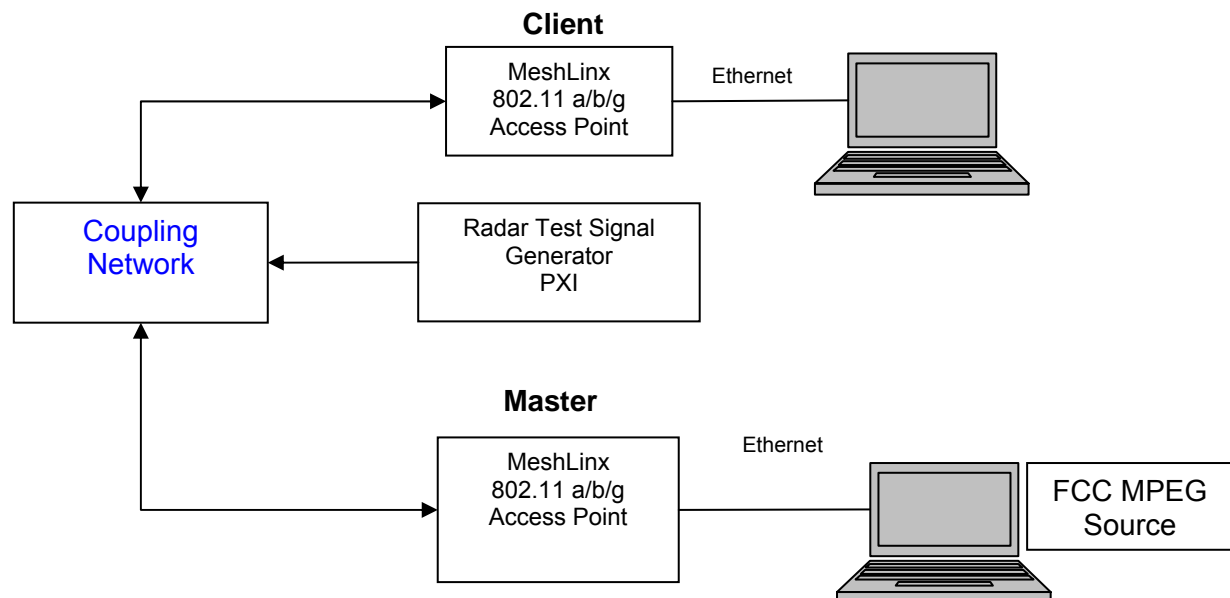 Client
MeshLinx
802.11 a/b/g
Access Point
Ethernet
Coupling
Network
Radar Test Signal
Generator
PXI
Master
MeshLinx
802.11 a/b/g
Access Point
Ethernet
FCC MPEG
Source